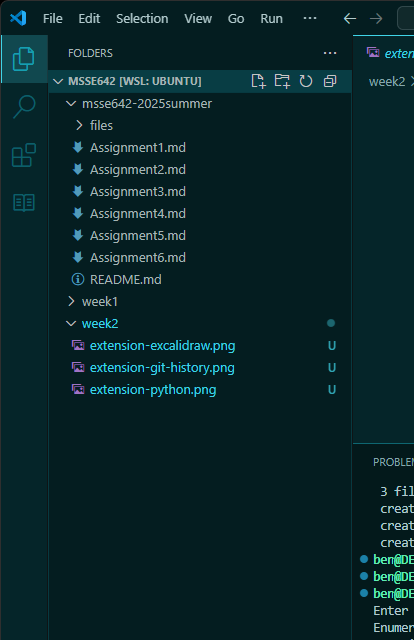 File Edit Selection View Go Run ...
FOLDERS ...
MSSE642 [WSL: UBUNTU]
msse642-2025summer
files
Assignment1.md
Assignment2.md
Assignment3.md
Assignment4.md
Assignment5.md
Assignment6.md
README.md
week1
week2
extension-excalidraw.png U
extension-git-history.png U
extension-python.png U
exten
week2 >
PROBLEM
3 fil
creat
creat
creat
ben@DE
ben@DE
ben@DE
Enter
Enumer